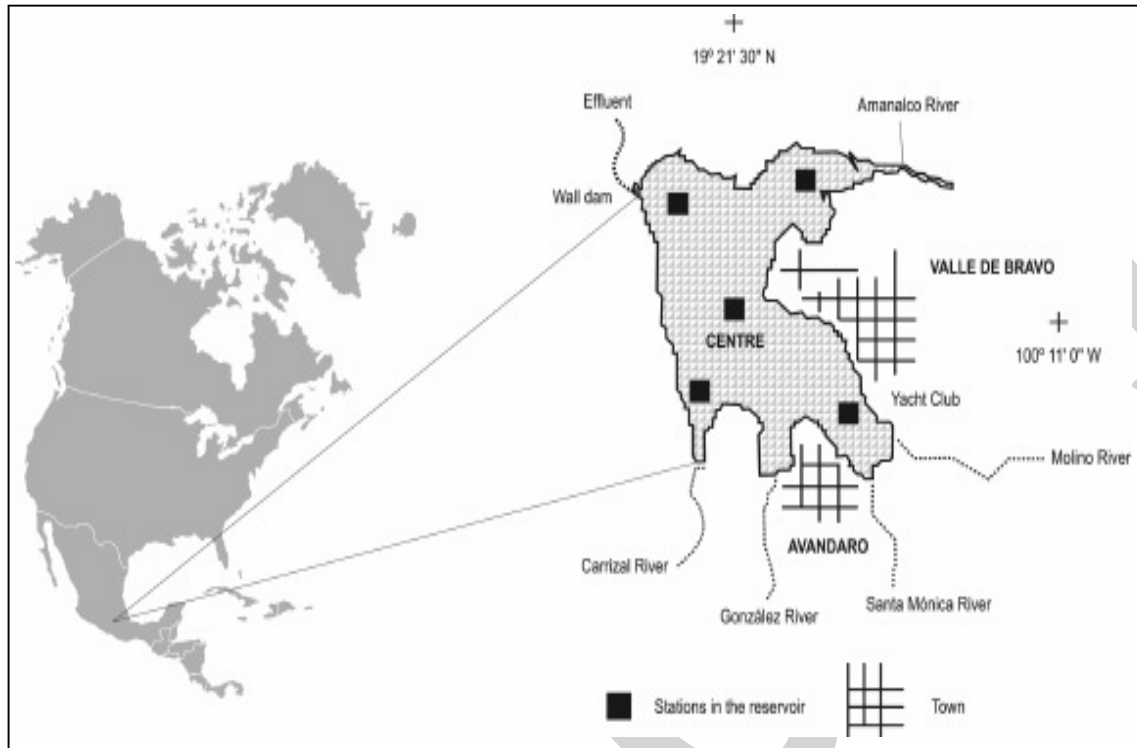 19º 21' 30" N
Effluent
Amanalco River
Wall dam
VALLE DE BRAVO
CENTRE
100º 11' 0" W
Yacht Club
Molino River
AVANDARO
Carrizal River
Santa Mónica River
González River
Stations in the reservoir
Town